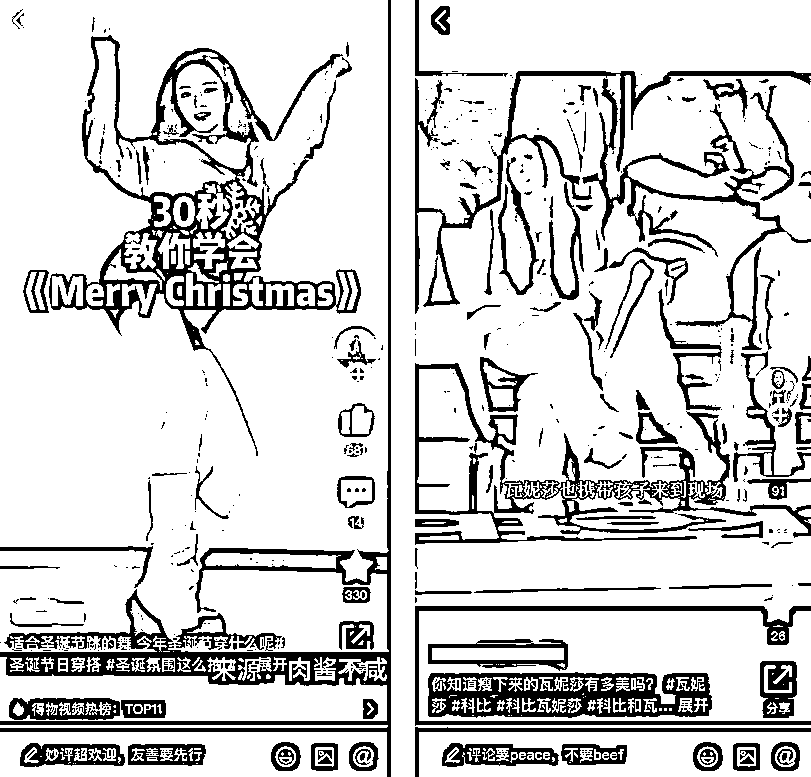 30秒
教你学会
《Merry Christmas》
681
14
330
适合圣诞节跳的舞 今年圣诞节穿什么呢#
圣诞节日穿搭 #圣诞氛围这么拍 展开
来源：肉酱不咸
得物视频热榜：TOP11
妙评超欢迎，友善要先行
@
瓦妮莎也携带孩子来到现场
91
26
分享
你知道瘦下来的瓦妮莎有多美吗？ #瓦妮
莎 #科比 #科比瓦妮莎 #科比和瓦... 展开
评论要peace，不要beef
@